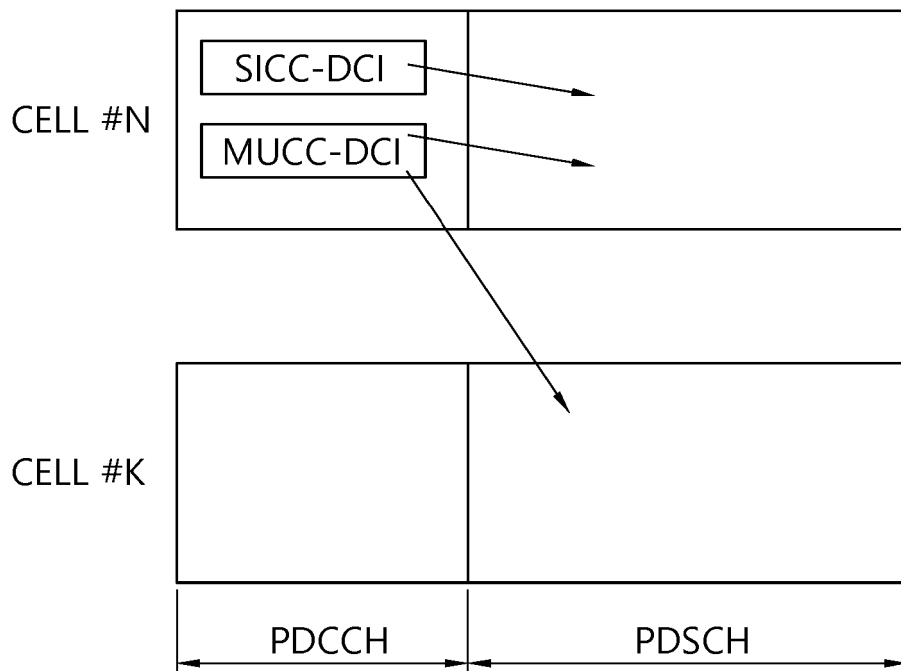 SICC-DCI
CELL #N
MUCC-DCI
CELL #K
PDCCH
PDSCH